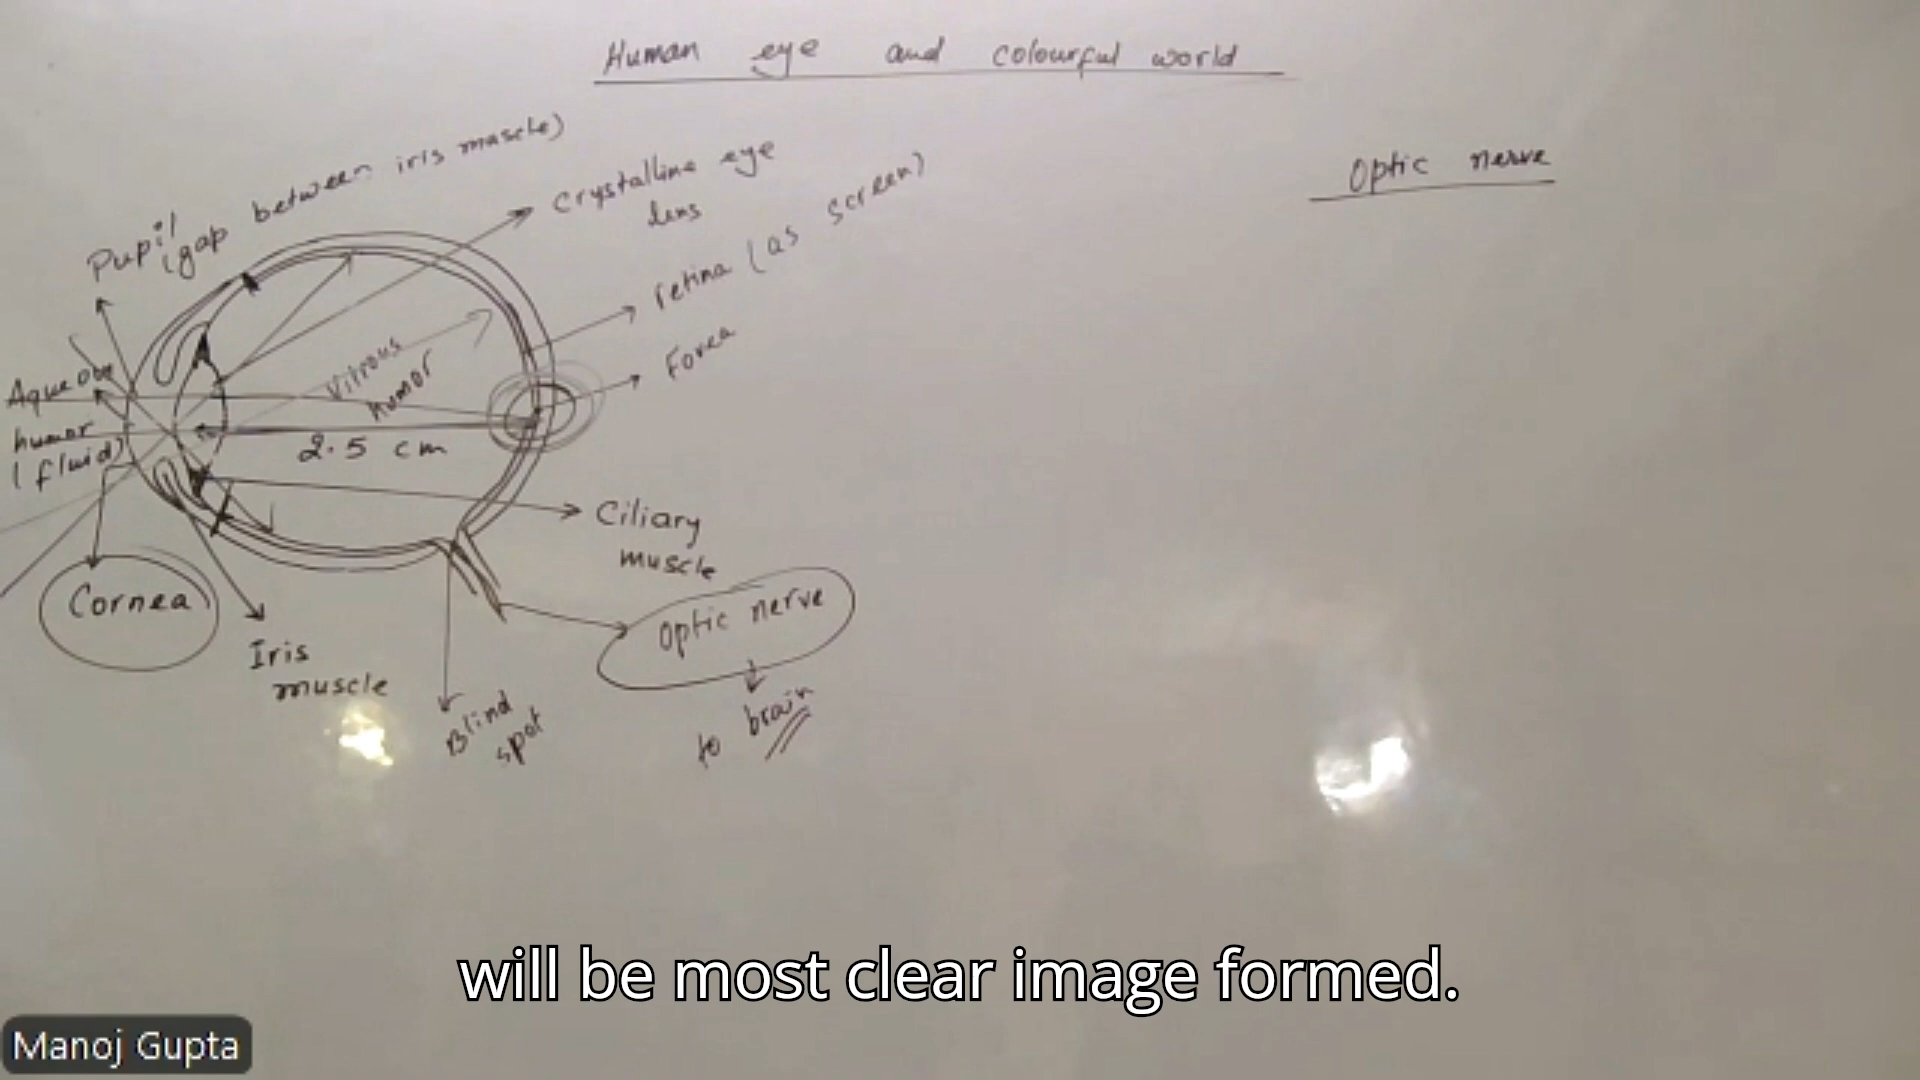 Human eye and colourful world
Pupil
(gap between iris mascle)
Crystalline eye
lens
Optic nerve
retina (as screen)
Fovea
Vitrous
humor
Aqueous
humor
(fluid)
2.5 cm
Ciliary
muscle
Cornea
Optic nerve
Iris
muscle
Blind
spot
to brain
will be most clear image formed.
Manoj Gupta